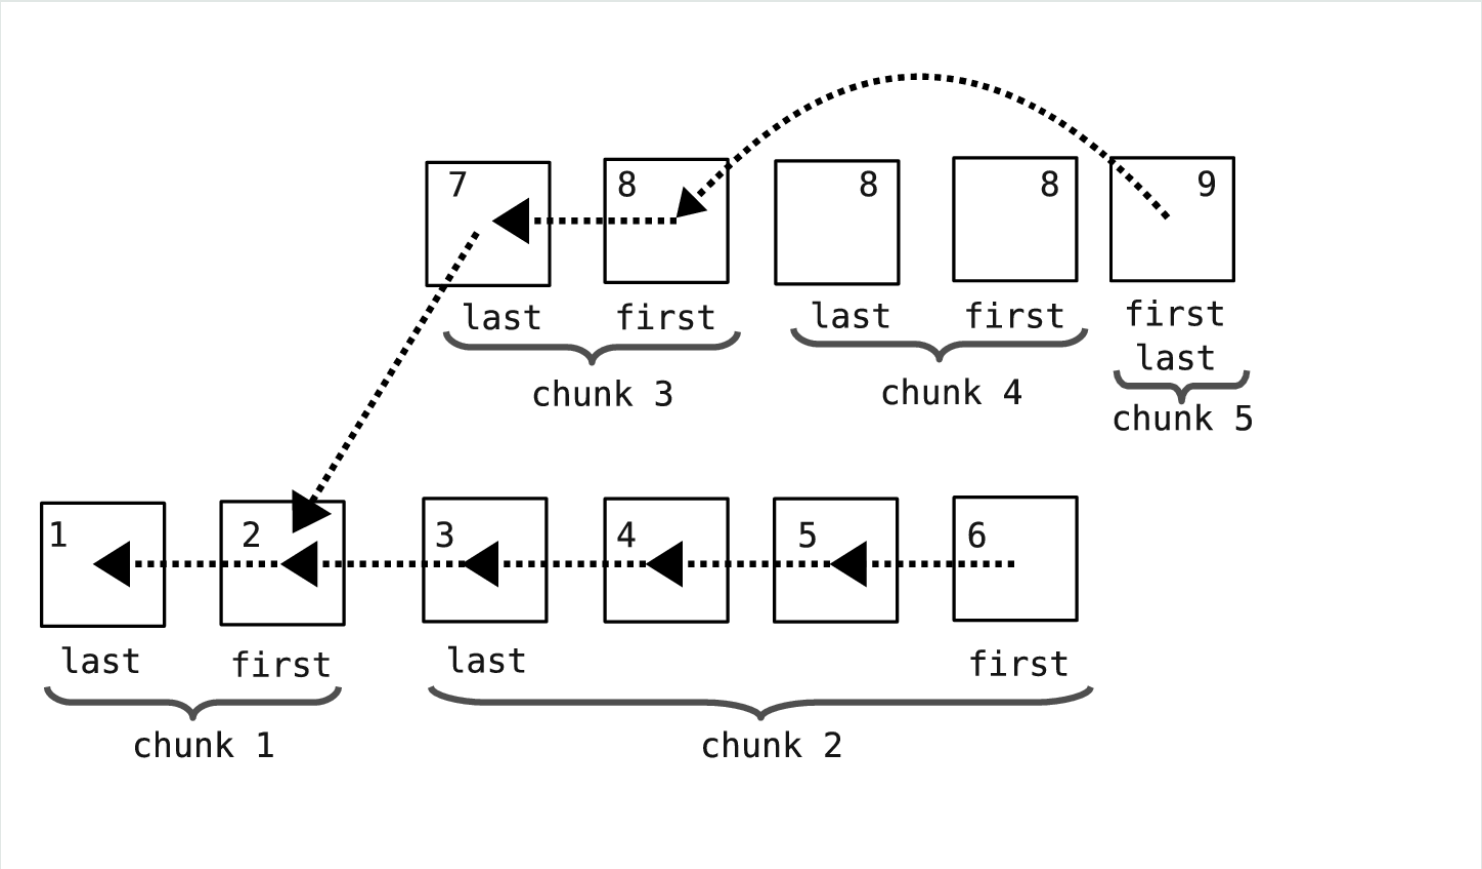 7 8 8 8 9
last first last first first
last
chunk 3 chunk 4 chunk 5
1 2 3 4 5 6
last first last first
chunk 1 chunk 2